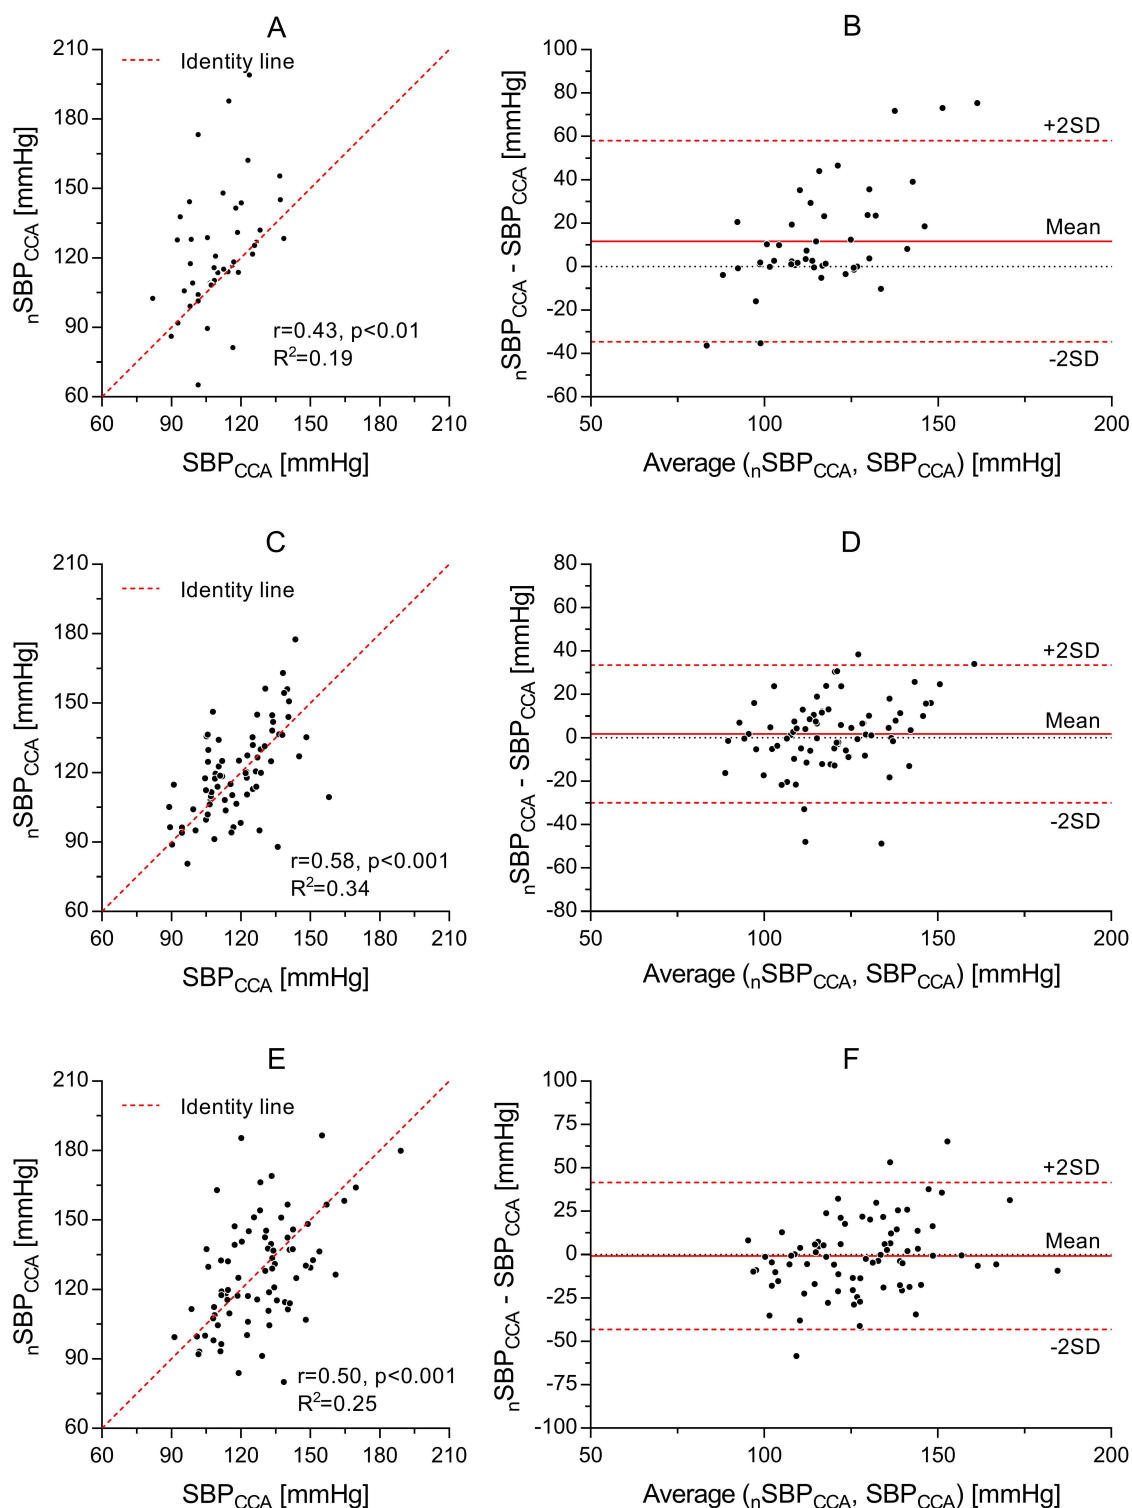 A
210
180
150
120
90
60
60
90
120
150
180
210
Identity line
r=0.43, p<0.01
R²=0.19
nSBPCCA [mmHg]
SBPCCA [mmHg]
B
100
80
60
40
20
0
-20
-40
-60
50
100
150
200
+2SD
Mean
-2SD
nSBPCCA - SBPCCA [mmHg]
Average (nSBPCCA, SBPCCA) [mmHg]
C
210
180
150
120
90
60
60
90
120
150
180
210
Identity line
r=0.58, p<0.001
R²=0.34
nSBPCCA [mmHg]
SBPCCA [mmHg]
D
80
60
40
20
0
-20
-40
-60
-80
50
100
150
200
+2SD
Mean
-2SD
nSBPCCA - SBPCCA [mmHg]
Average (nSBPCCA, SBPCCA) [mmHg]
E
210
180
150
120
90
60
60
90
120
150
180
210
Identity line
r=0.50, p<0.001
R²=0.25
nSBPCCA [mmHg]
SBPCCA [mmHg]
F
100
75
50
25
0
-25
-50
-75
-100
50
100
150
200
+2SD
Mean
-2SD
nSBPCCA - SBPCCA [mmHg]
Average (nSBPCCA, SBPCCA) [mmHg]